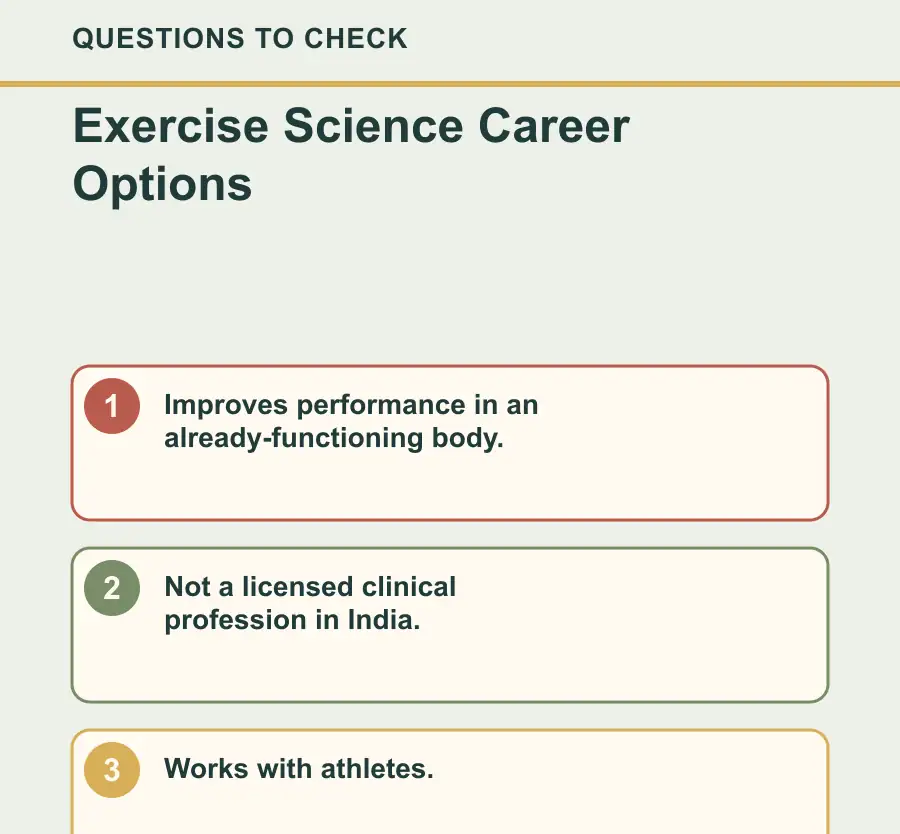 QUESTIONS TO CHECK
Exercise Science Career
Options
1
Improves performance in an
already-functioning body.
2
Not a licensed clinical
profession in India.
3
Works with athletes.